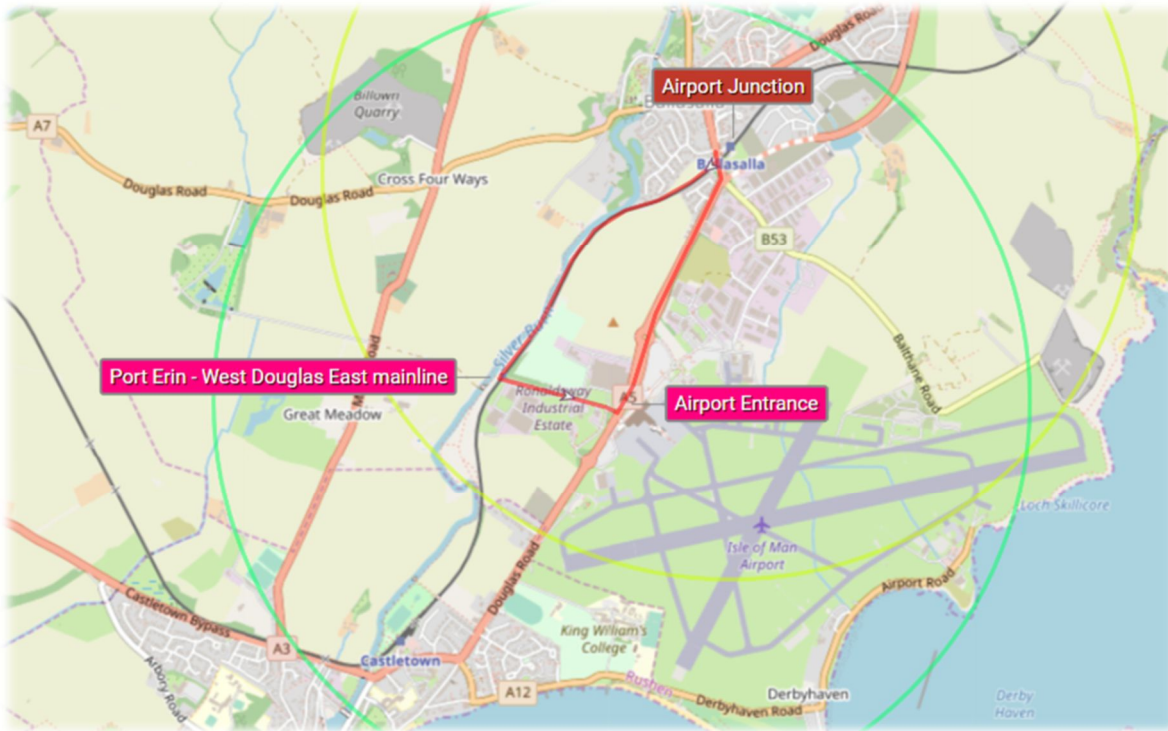 Douglas Road
Airport Junction
Billown
Quarry
A7
Ballasalla
Cross Four Ways
Douglas Road
Douglas Road
B53
Silver Burn
Balthane Road
Port Erin - West Douglas East mainline
Ronaldsway
Industrial
Estate
A5
Airport Entrance
Great Meadow
Loch Skillicore
Isle of Man
Airport
Douglas Road
Airport Road
Castletown Bypass
King William's
College
A3
Castletown
Arbory Road
Rushen
A12
Derbyhaven
Derbyhaven Road
Derby
Haven